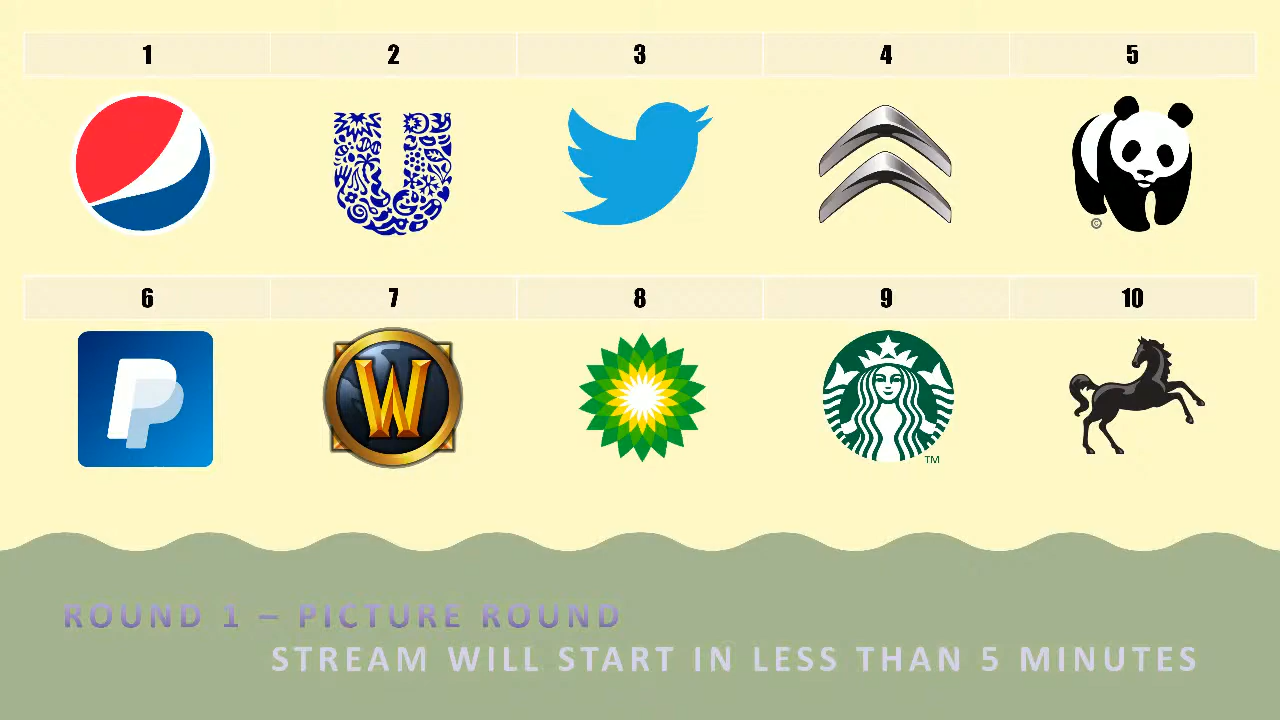 1 2 3 4 5
©
6 7 8 9 10
W
TM
ROUND 1 – PICTURE ROUND
STREAM WILL START IN LESS THAN 5 MINUTES